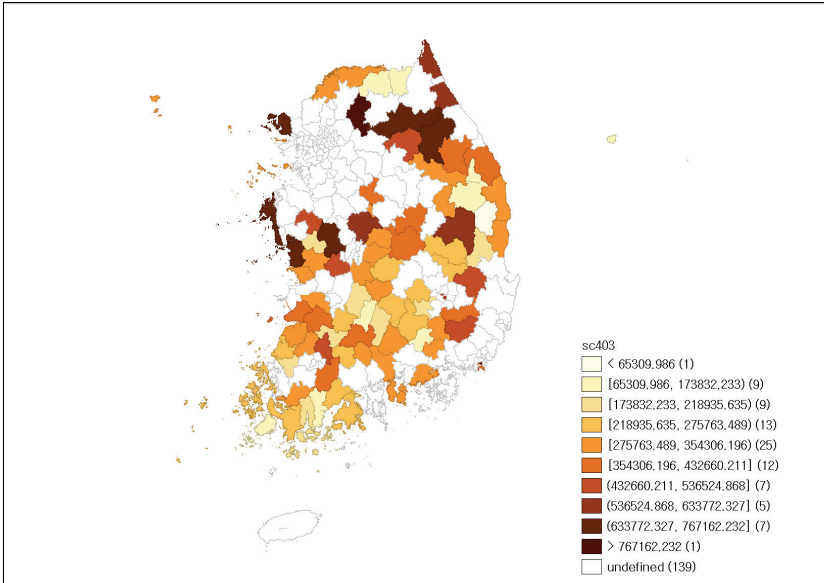 sc403
< 65309,986 (1)
[65309,986, 173832,233) (9)
[173832,233, 218935,635) (9)
[218935,635, 275763,489) (13)
[275763,489, 354306,196) (25)
[354306,196, 432660,211] (12)
(432660,211, 536524,868] (7)
(536524,868, 633772,327] (5)
(633772,327, 767162,232] (7)
> 767162,232 (1)
undefined (139)